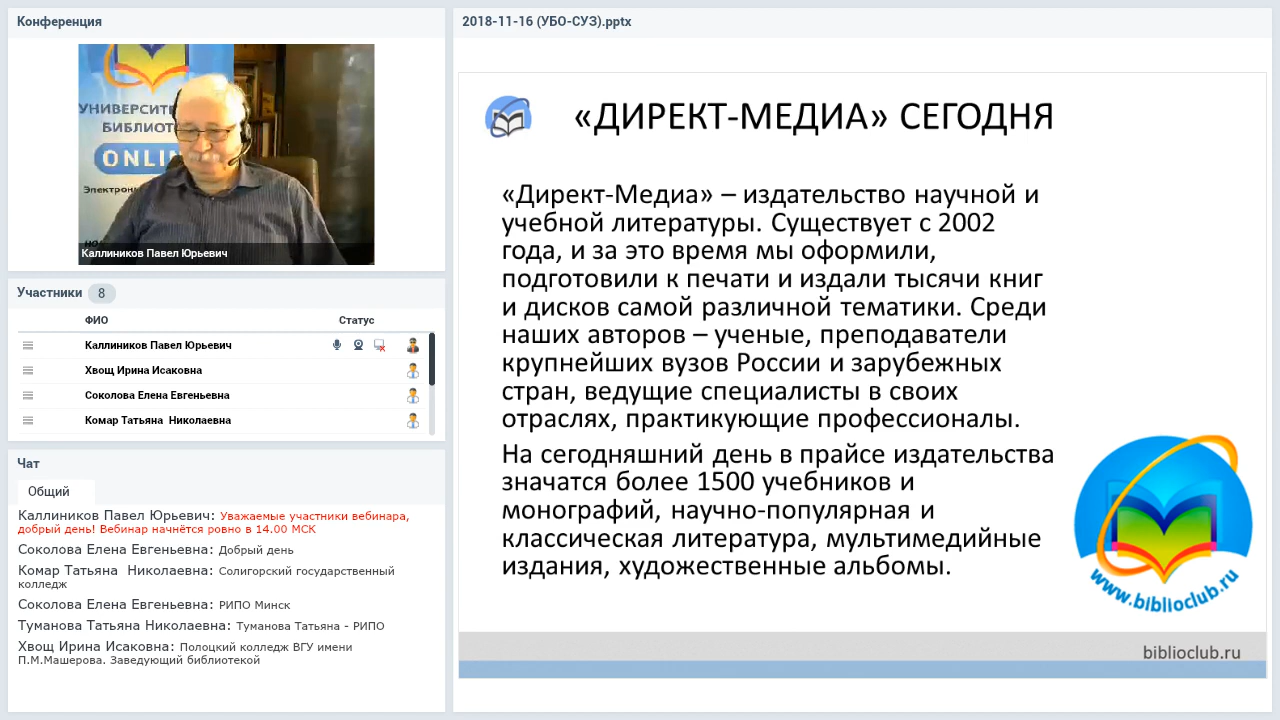 Конференция
УНИВЕРСИТЕ
БИБЛИОТ
ONLIN
Электронн
Каллиников Павел Юрьевич
Участники 8
ФИО Статус
Каллиников Павел Юрьевич
Хвощ Ирина Исаковна
Соколова Елена Евгеньевна
Комар Татьяна Николаевна
Чат
Общий
Каллиников Павел Юрьевич: Уважаемые участники вебинара,
добрый день! Вебинар начнётся ровно в 14.00 МСК
Соколова Елена Евгеньевна: Добрый день
Комар Татьяна Николаевна: Солигорский государственный
колледж
Соколова Елена Евгеньевна: РИПО Минск
Туманова Татьяна Николаевна: Туманова Татьяна - РИПО
Хвощ Ирина Исаковна: Полоцкий колледж ВГУ имени
П.М.Машерова. Заведующий библиотекой
2018-11-16 (УБО-СУЗ).pptx
«ДИРЕКТ-МЕДИА» СЕГОДНЯ
«Директ-Медиа» – издательство научной и
учебной литературы. Существует с 2002
года, и за это время мы оформили,
подготовили к печати и издали тысячи книг
и дисков самой различной тематики. Среди
наших авторов – ученые, преподаватели
крупнейших вузов России и зарубежных
стран, ведущие специалисты в своих
отраслях, практикующие профессионалы.
На сегодняшний день в прайсе издательства
значатся более 1500 учебников и
монографий, научно-популярная и
классическая литература, мультимедийные
издания, художественные альбомы.
www.biblioclub.ru
biblioclub.ru